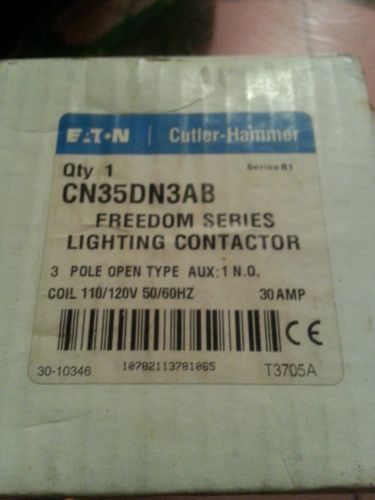 EATON Cutler-Hammer
Qty 1 Series B1
CN35DN3AB
FREEDOM SERIES
LIGHTING CONTACTOR
3 POLE OPEN TYPE AUX:1 N.O.
COIL 110/120V 50/60HZ 30 AMP
CE
30-10346 10782113781065 T3705A